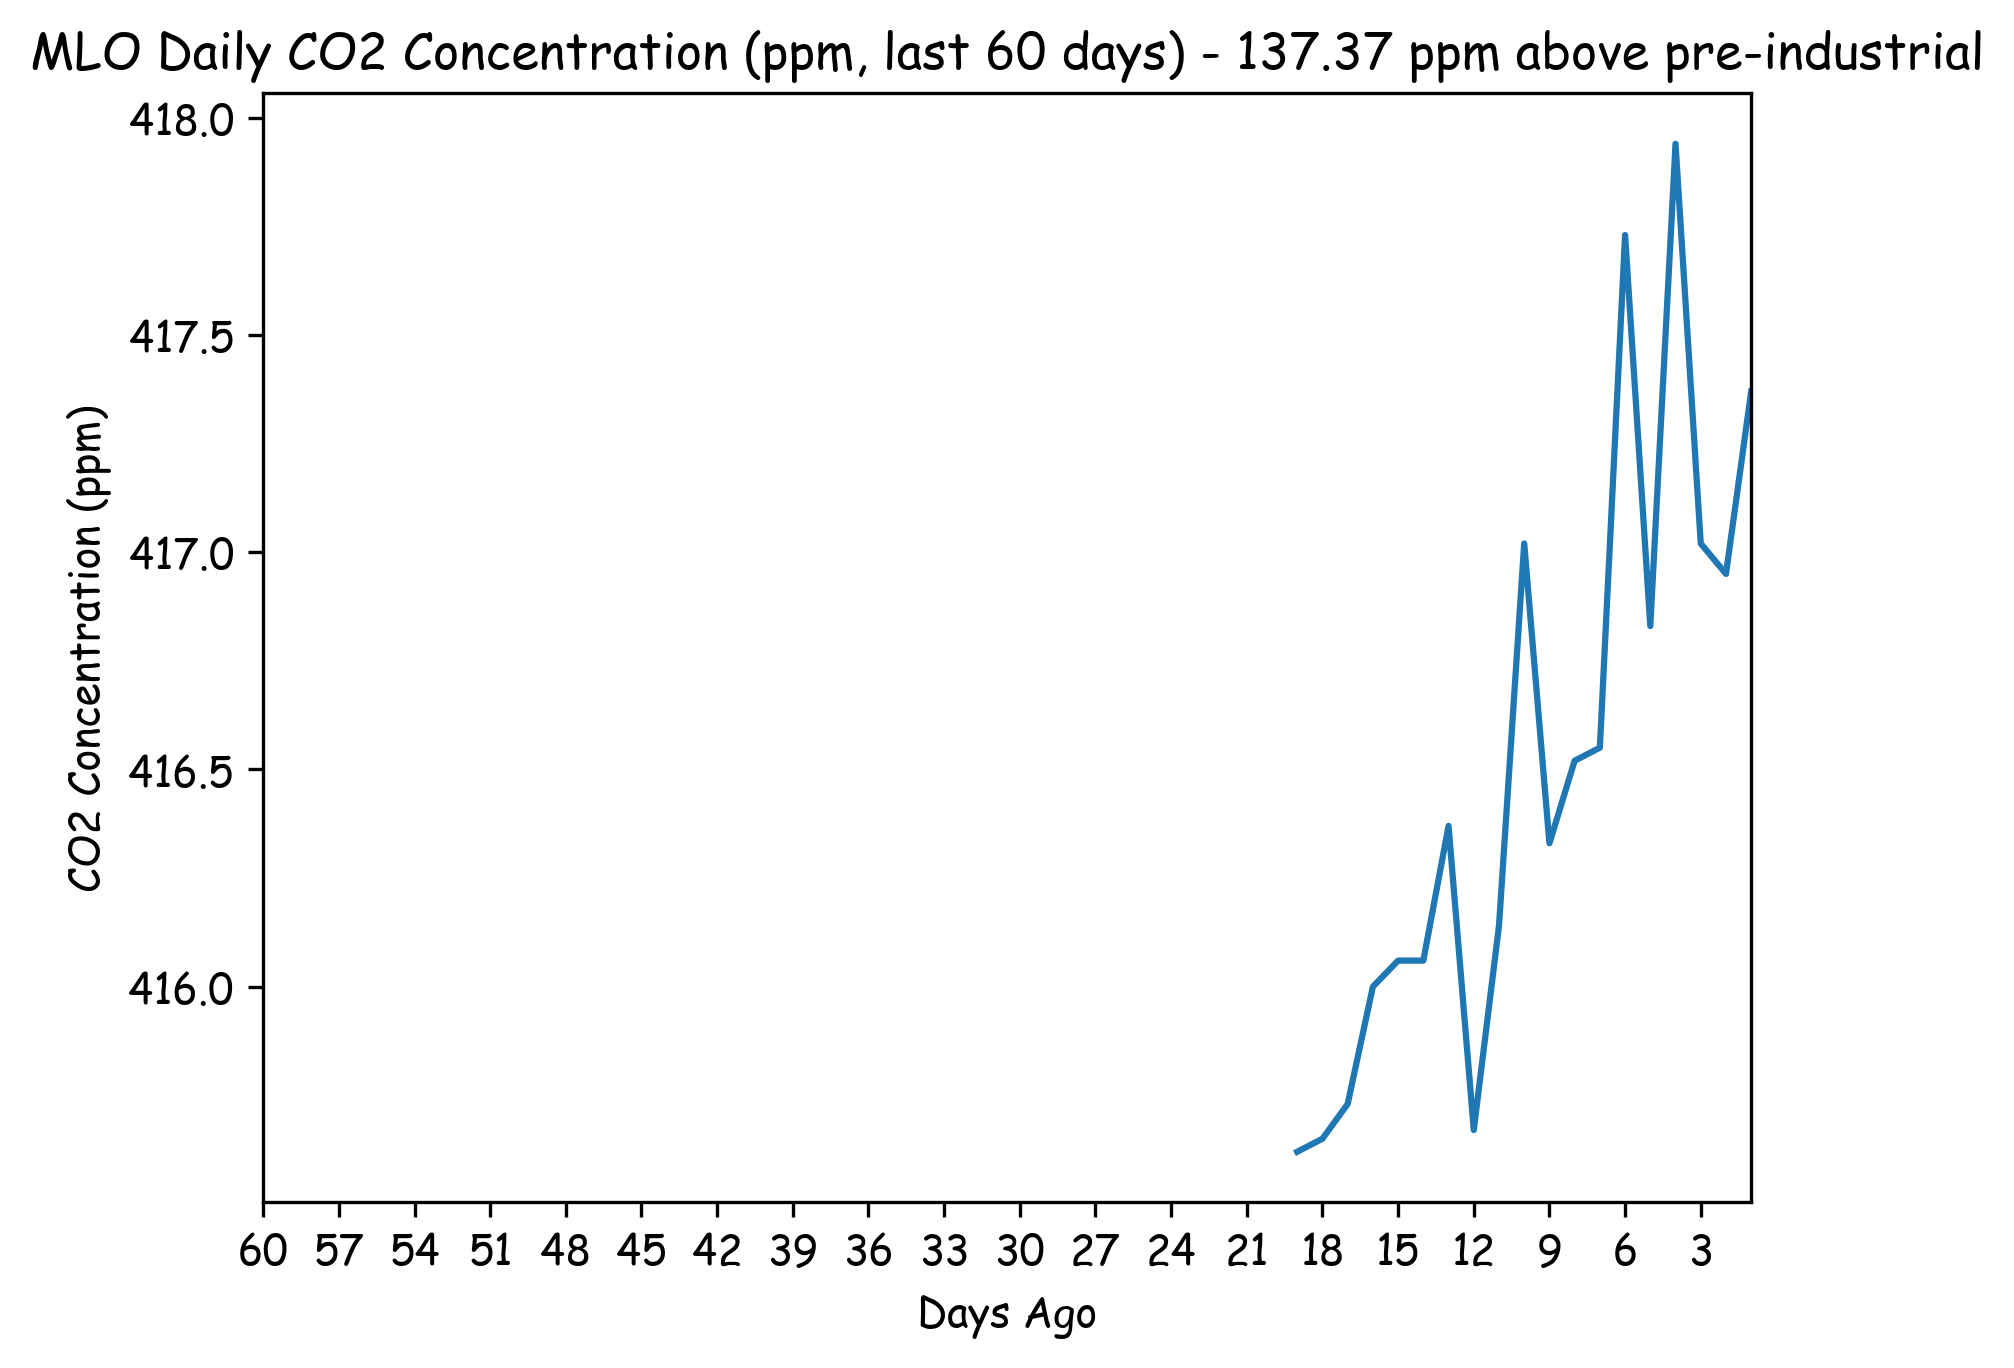 MLO Daily CO2 Concentration (ppm, last 60 days) - 137.37 ppm above pre-industrial
418.0
417.5
417.0
416.5
416.0
CO2 Concentration (ppm)
60 57 54 51 48 45 42 39 36 33 30 27 24 21 18 15 12 9 6 3
Days Ago